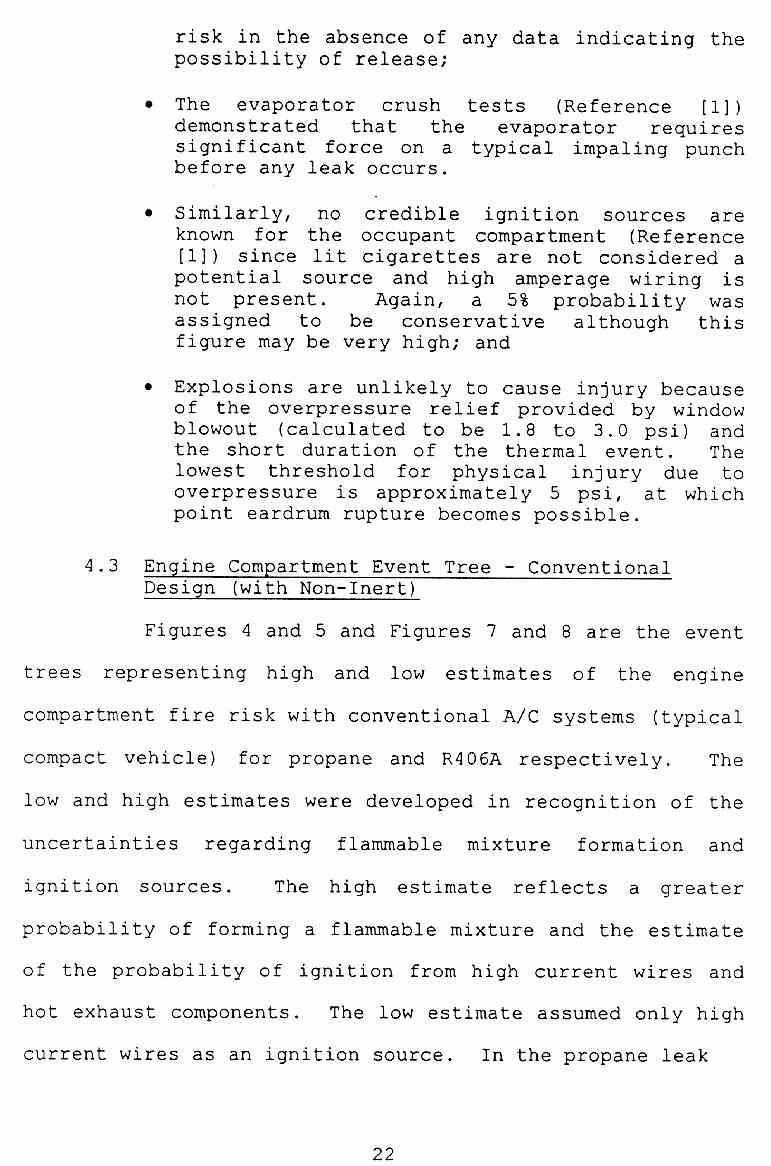 risk in the absence of any data indicating the
possibility of release;
• The evaporator crush tests (Reference [1])
demonstrated that the evaporator requires
significant force on a typical impaling punch
before any leak occurs.
• Similarly, no credible ignition sources are
known for the occupant compartment (Reference
[1]) since lit cigarettes are not considered a
potential source and high amperage wiring is
not present. Again, a 5% probability was
assigned to be conservative although this
figure may be very high; and
• Explosions are unlikely to cause injury because
of the overpressure relief provided by window
blowout (calculated to be 1.8 to 3.0 psi) and
the short duration of the thermal event. The
lowest threshold for physical injury due to
overpressure is approximately 5 psi, at which
point eardrum rupture becomes possible.
4.3 Engine Compartment Event Tree - Conventional
Design (with Non-Inert)
Figures 4 and 5 and Figures 7 and 8 are the event
trees representing high and low estimates of the engine
compartment fire risk with conventional A/C systems (typical
compact vehicle) for propane and R406A respectively. The
low and high estimates were developed in recognition of the
uncertainties regarding flammable mixture formation and
ignition sources. The high estimate reflects a greater
probability of forming a flammable mixture and the estimate
of the probability of ignition from high current wires and
hot exhaust components. The low estimate assumed only high
current wires as an ignition source. In the propane leak
22